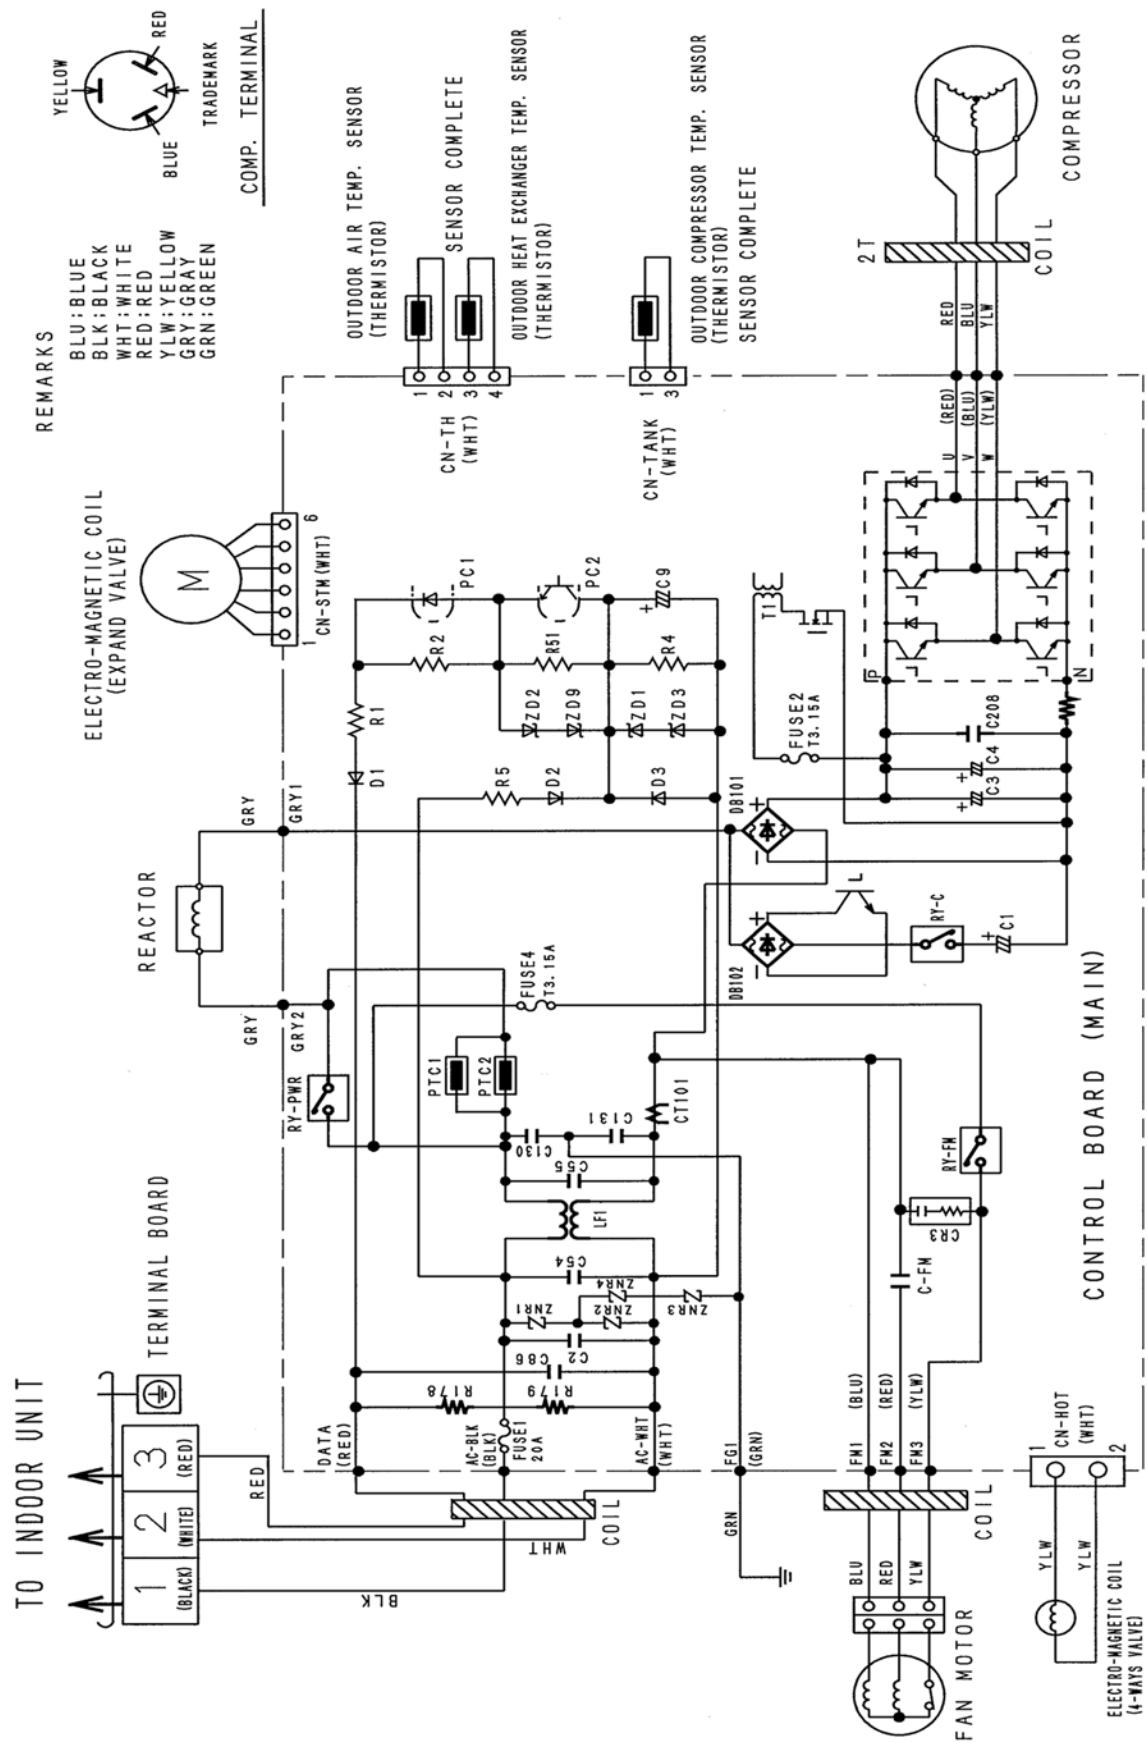 TO INDOOR UNIT
1
(BLACK)
2
(WHITE)
3
(RED)
TERMINAL BOARD
RED
WHT
BLK
COIL
REACTOR
GRY
GRY
GRY2
GRY1
ELECTRO-MAGNETIC COIL
(EXPAND VALVE)
M
1
6
CN-STM(WHT)
REMARKS
BLU:BLUE
BLK:BLACK
WHT:WHITE
RED:RED
YLW:YELLOW
GRY:GRAY
GRN:GREEN
YELLOW
RED
BLUE
TRADEMARK
COMP. TERMINAL
OUTDOOR AIR TEMP. SENSOR
(THERMISTOR)
SENSOR COMPLETE
OUTDOOR HEAT EXCHANGER TEMP. SENSOR
(THERMISTOR)
1
2
3
4
CN-TH
(WHT)
1
3
CN-TANK
(WHT)
OUTDOOR COMPRESSOR TEMP. SENSOR
(THERMISTOR)
SENSOR COMPLETE
DATA
(RED)
AC-BLK
(BLK)
FUSE1
20A
AC-WHT
(WHT)
FG1
(GRN)
GRN
R178
R179
C86
C2
ZNR1
ZNR2
ZNR4
ZNR3
C54
LF1
C55
C130
C131
CT101
RY-PWR
PTC1
PTC2
FUSE4
T3.15A
D1
R1
R2
PC1
R5
D2
D3
ZD2
ZD9
ZD1
ZD3
R51
R4
PC2
+
C9
T1
FUSE2
T3.15A
DB101
+
−
DB102
+
−
RY-C
+
C1
+
C3
+
C4
C208
P
N
U
V
W
(RED)
(BLU)
(YLW)
RED
BLU
YLW
2T
COIL
COMPRESSOR
CONTROL BOARD (MAIN)
RY-FM
CR3
C-FM
FM1
FM2
FM3
(BLU)
(RED)
(YLW)
COIL
BLU
RED
YLW
FAN MOTOR
1
2
CN-HOT
(WHT)
YLW
YLW
ELECTRO-MAGNETIC COIL
(4-WAYS VALVE)